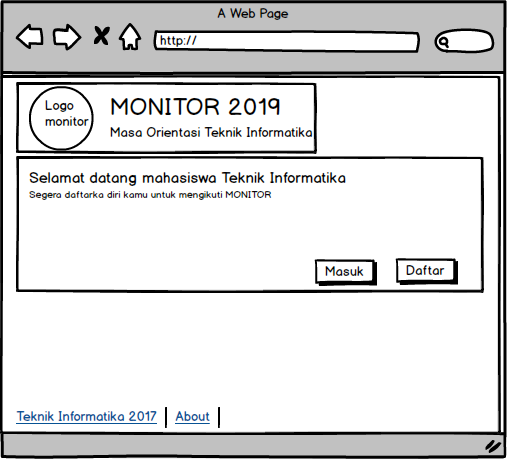 A Web Page
http://
Logo
monitor
MONITOR 2019
Masa Orientasi Teknik Informatika
Selamat datang mahasiswa Teknik Informatika
Segera daftarka diri kamu untuk mengikuti MONITOR
Masuk
Daftar
Teknik Informatika 2017
About